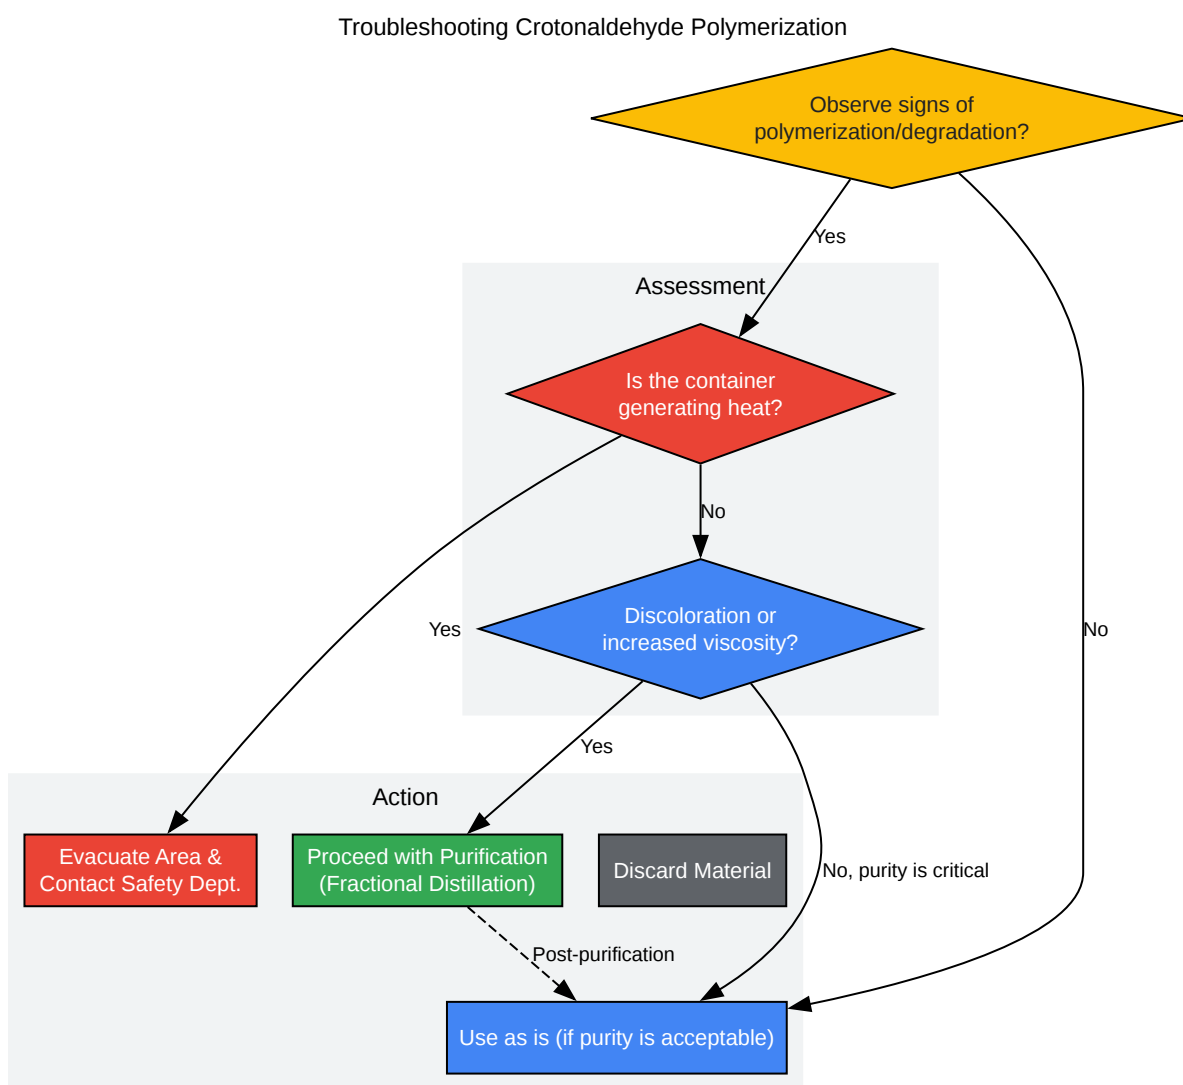 Troubleshooting Crotonaldehyde Polymerization
Observe signs of
polymerization/degradation?
Yes
Assessment
Is the container
generating heat?
No
Discoloration or
increased viscosity?
Yes
No
Yes
Action
Evacuate Area &
Contact Safety Dept.
Proceed with Purification
(Fractional Distillation)
Discard Material
No, purity is critical
Post-purification
Use as is (if purity is acceptable)